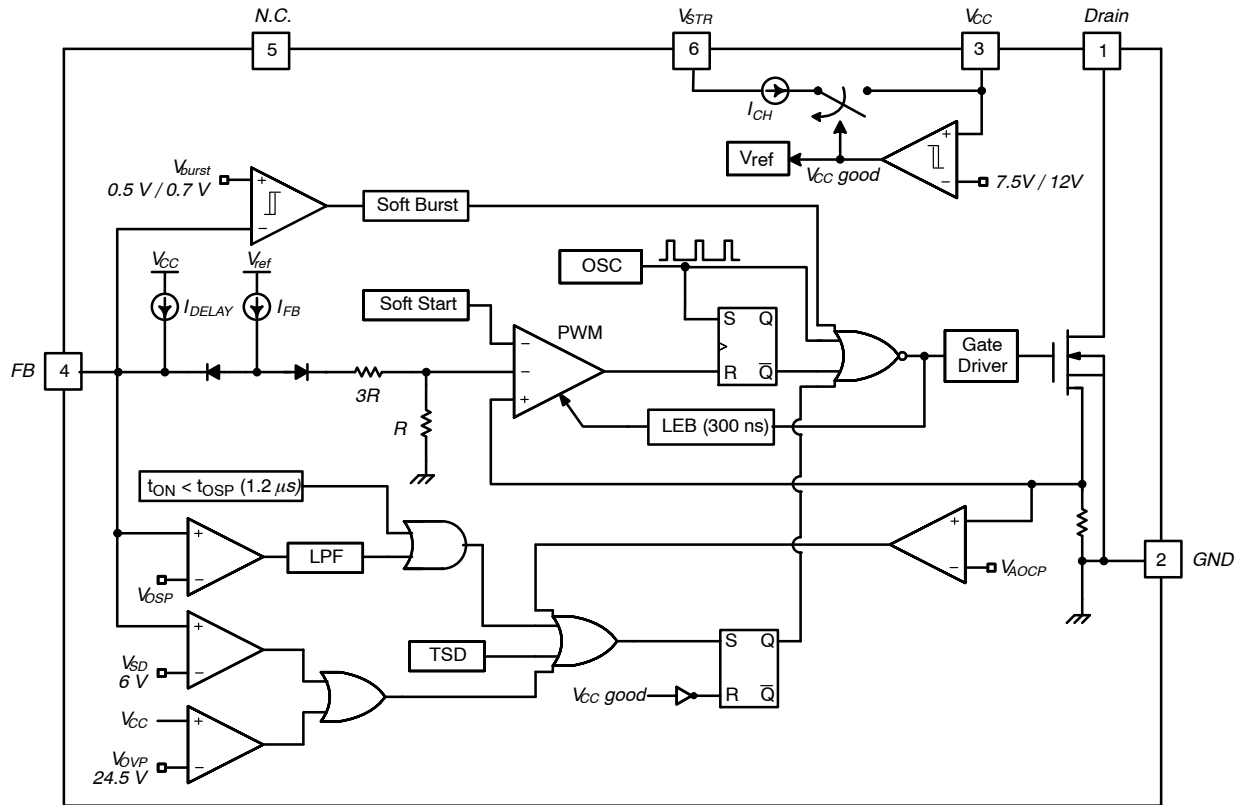 N.C.
VSTR
VCC
Drain
5
6
3
1
ICH
Vref
VCC good
+
−
7.5V / 12V
Vburst
0.5 V / 0.7 V
+
−
Soft Burst
VCC
Vref
IDELAY
IFB
OSC
Soft Start
PWM
−
−
+
S Q
R Q̅
Gate
Driver
FB
4
3R
R
LEB (300 ns)
tON < tOSP (1.2 μs)
+
−
VOSP
LPF
+
−
VAOCP
2
GND
+
−
VSD
6 V
TSD
S Q
R Q̅
VCC good
VCC
+
−
VOVP
24.5 V